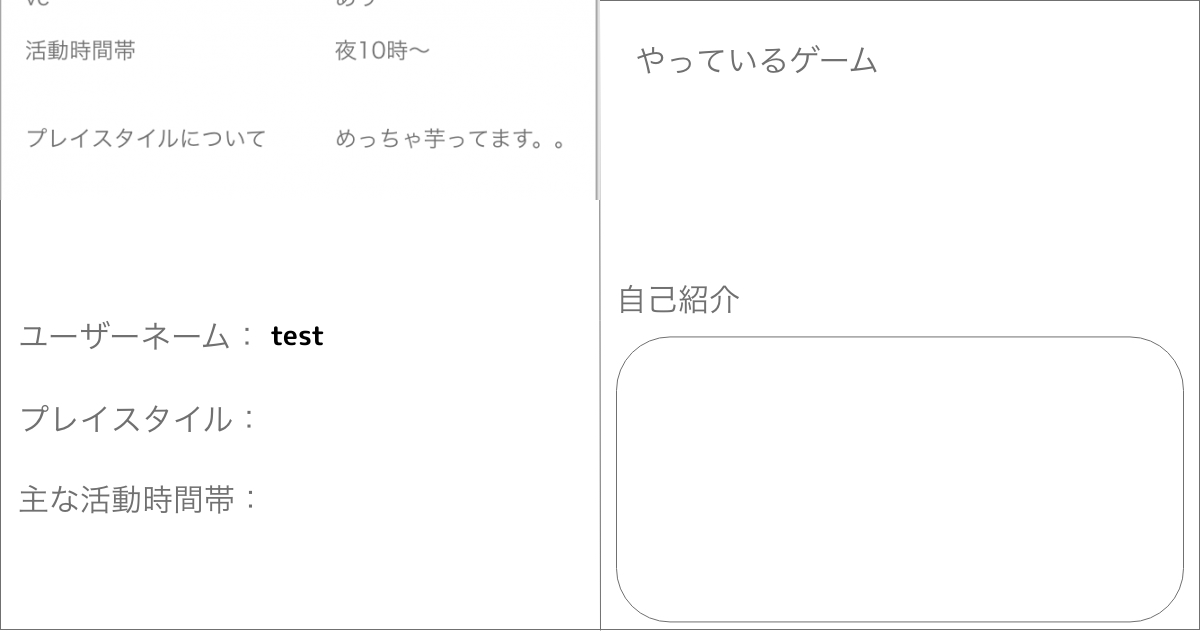 活動時間帯 夜10時〜
プレイスタイルについて めっちゃ芋ってます。。
ユーザーネーム： test
プレイスタイル：
主な活動時間帯：
やっているゲーム
自己紹介